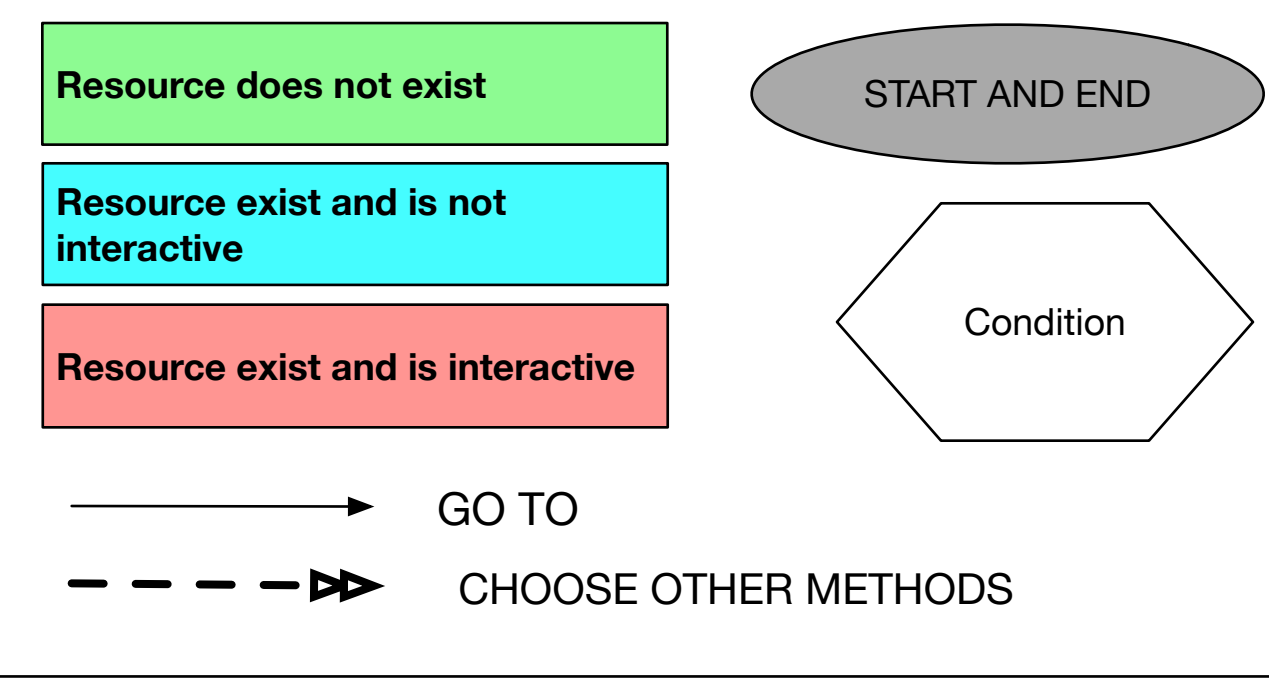 Resource does not exist
START AND END
Resource exist and is not
interactive
Condition
Resource exist and is interactive
GO TO
CHOOSE OTHER METHODS